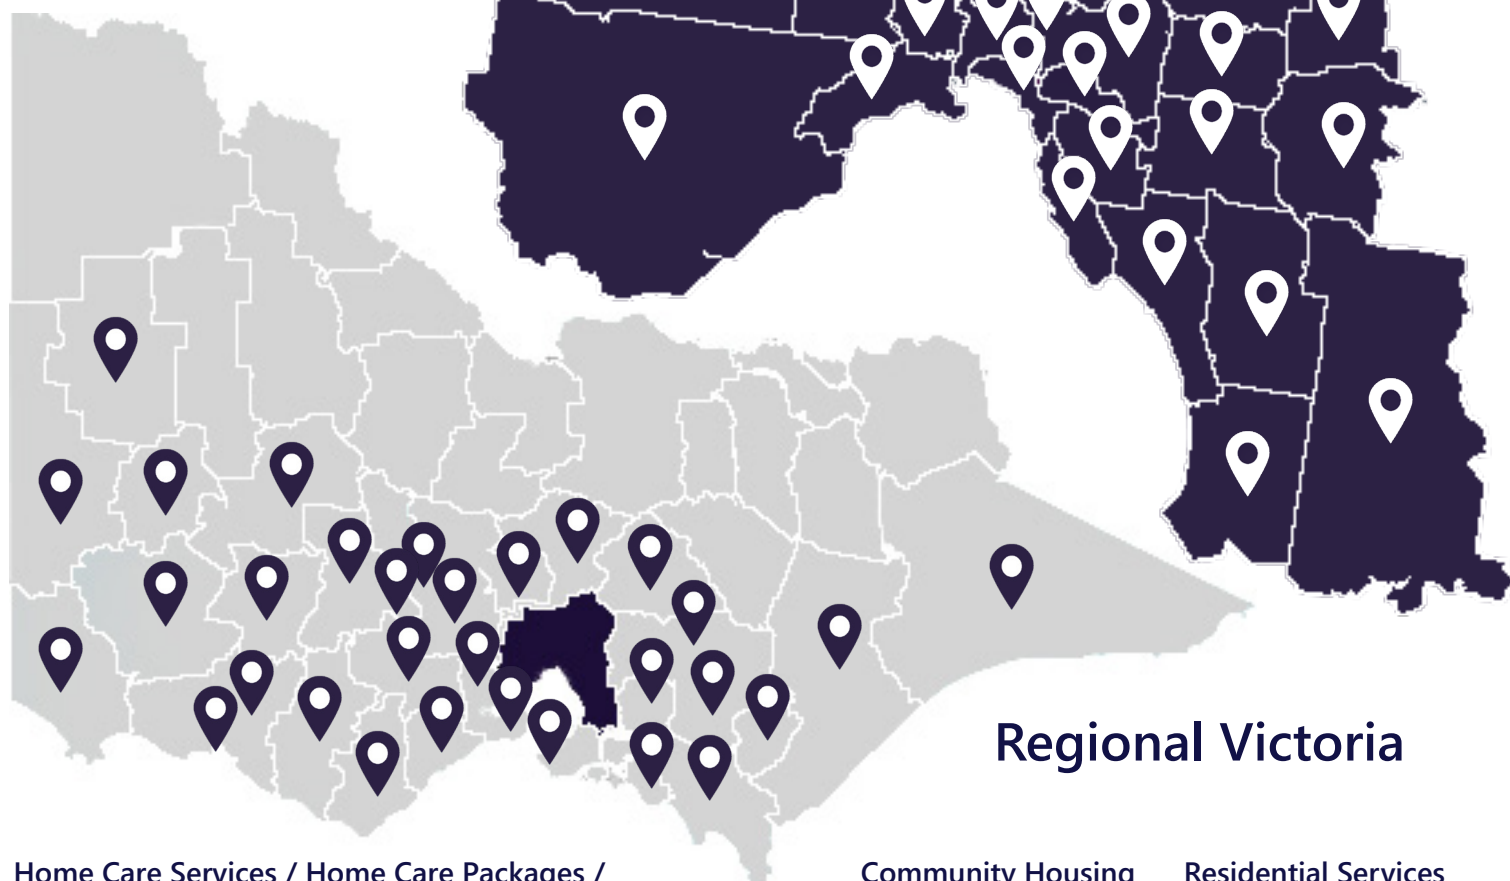 Regional Victoria
Home Care Services / Home Care Packages /
Community Housing
Residential Services